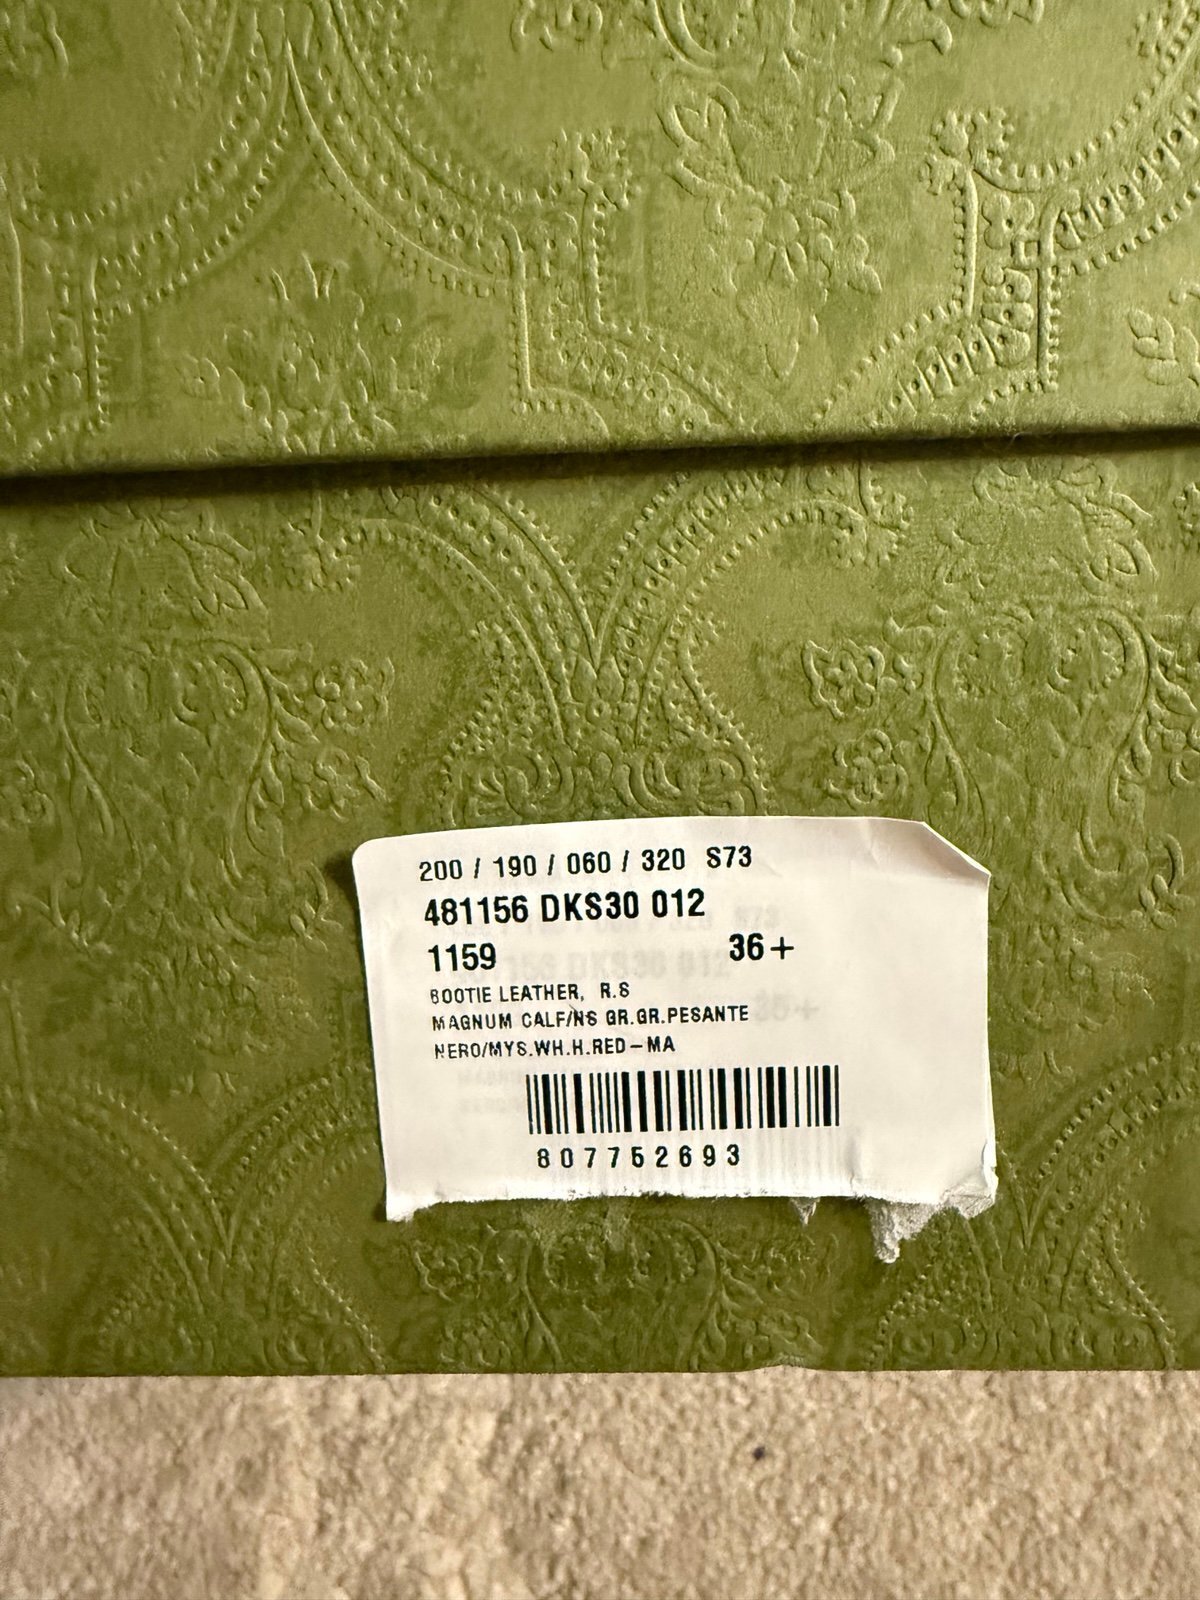 200 / 190 / 060 / 320 S73
481156 DKS30 012
1159 36+
BOOTIE LEATHER, R.S
MAGNUM CALF/NS GR.GR.PESANTE
NERO/MYS.WH.H.RED-MA
807752693